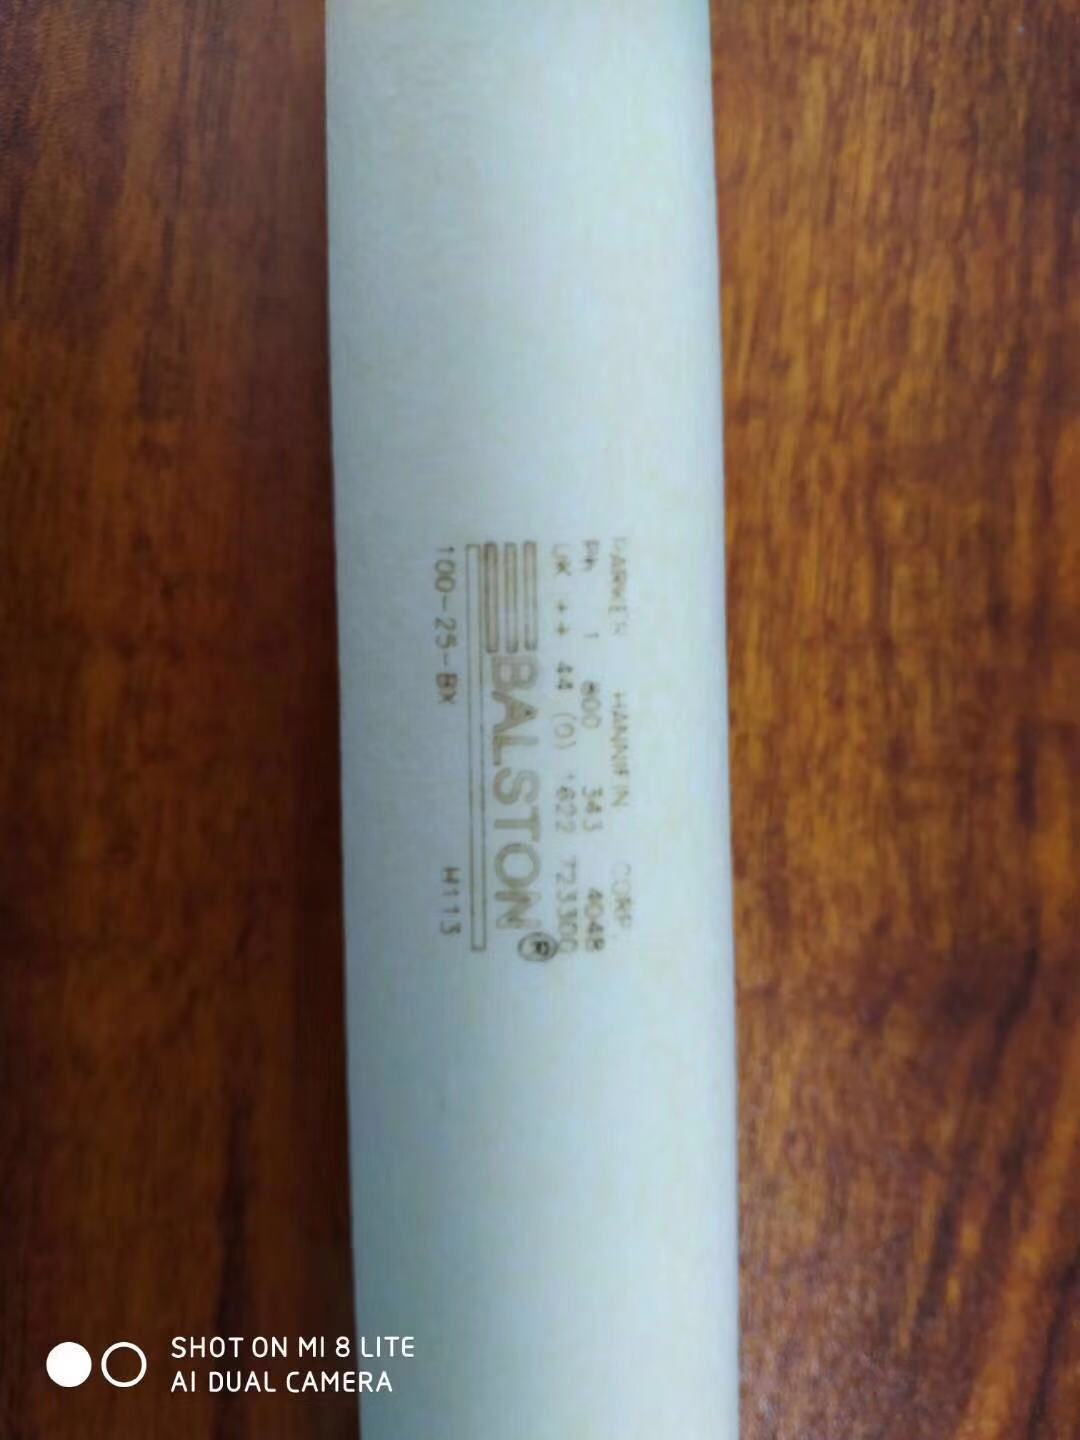 PARKER HANNIFIN CORP.
Ph 1 800 343 4048
UK ++ 44 (0) 1622 723300
BALSTON®
100-25-BX H113
SHOT ON MI 8 LITE
AI DUAL CAMERA